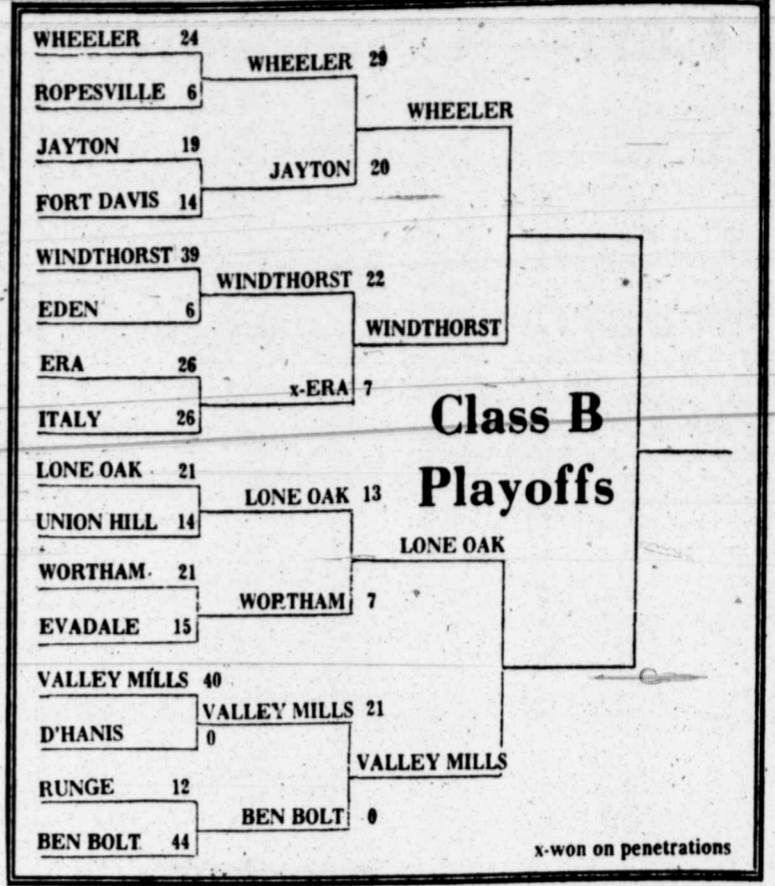 WHEELER 24
ROPESVILLE 6
JAYTON 19
FORT DAVIS 14
WINDTHORST 39
EDEN 6
ERA 26
ITALY 26
LONE OAK 21
UNION HILL 14
WORTHAM 21
EVADALE 15
VALLEY MILLS 40
D'HANIS 0
RUNGE 12
BEN BOLT 44
WHEELER 29
JAYTON 20
WINDTHORST 22
x-ERA 7
LONE OAK 13
WORTHAM 7
VALLEY MILLS 21
BEN BOLT 0
WHEELER
WINDTHORST
LONE OAK
VALLEY MILLS
Class B
Playoffs
x-won on penetrations